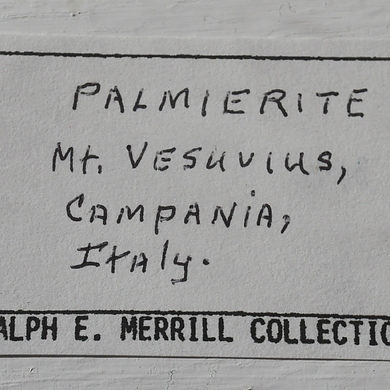 PALMIERITE
Mt. VESUVIUS,
CAMPANIA,
ITAly.
ALPH E. MERRILL COLLECTIO